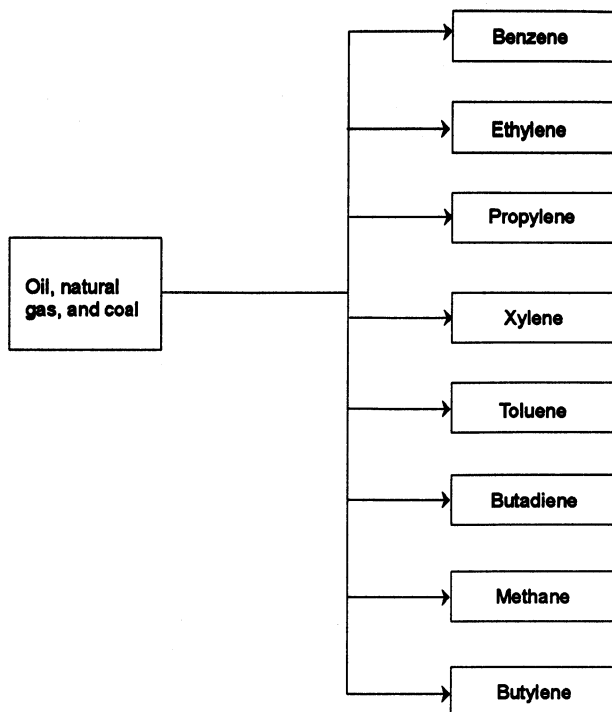 Benzene
Ethylene
Propylene
Oil, natural
gas, and coal
Xylene
Toluene
Butadiene
Methane
Butylene